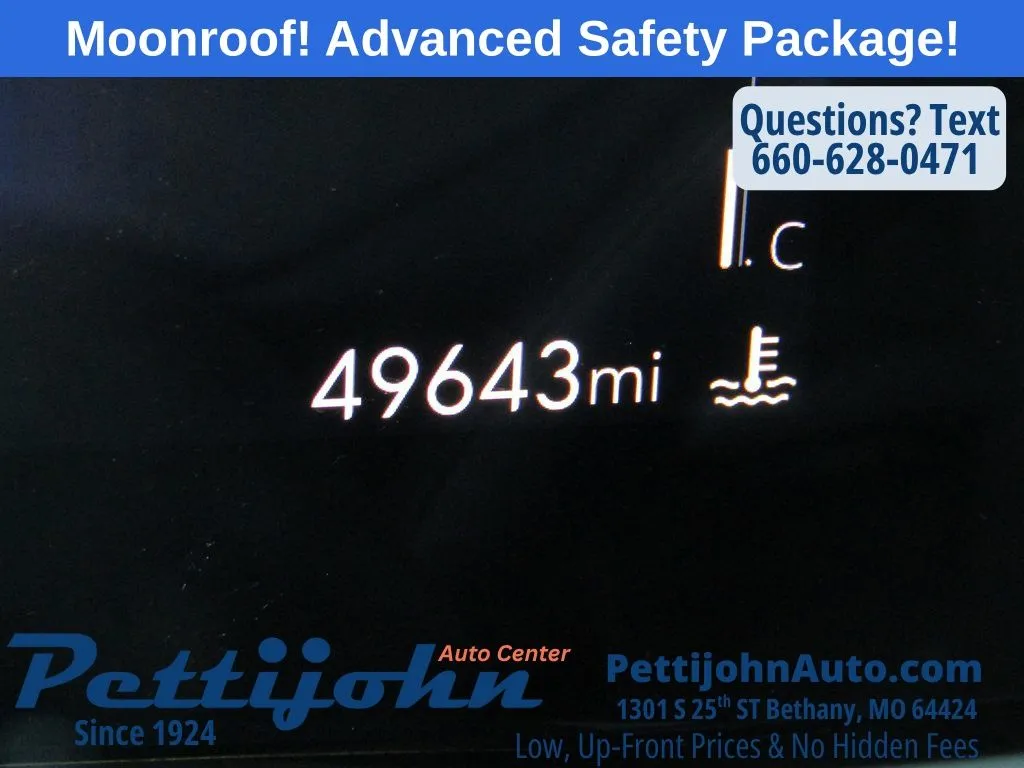 Moonroof! Advanced Safety Package!
Questions? Text
660-628-0471
C
49643mi
Pettijohn
Auto Center
Since 1924
PettijohnAuto.com
1301 S 25th ST Bethany, MO 64424
Low, Up-Front Prices & No Hidden Fees